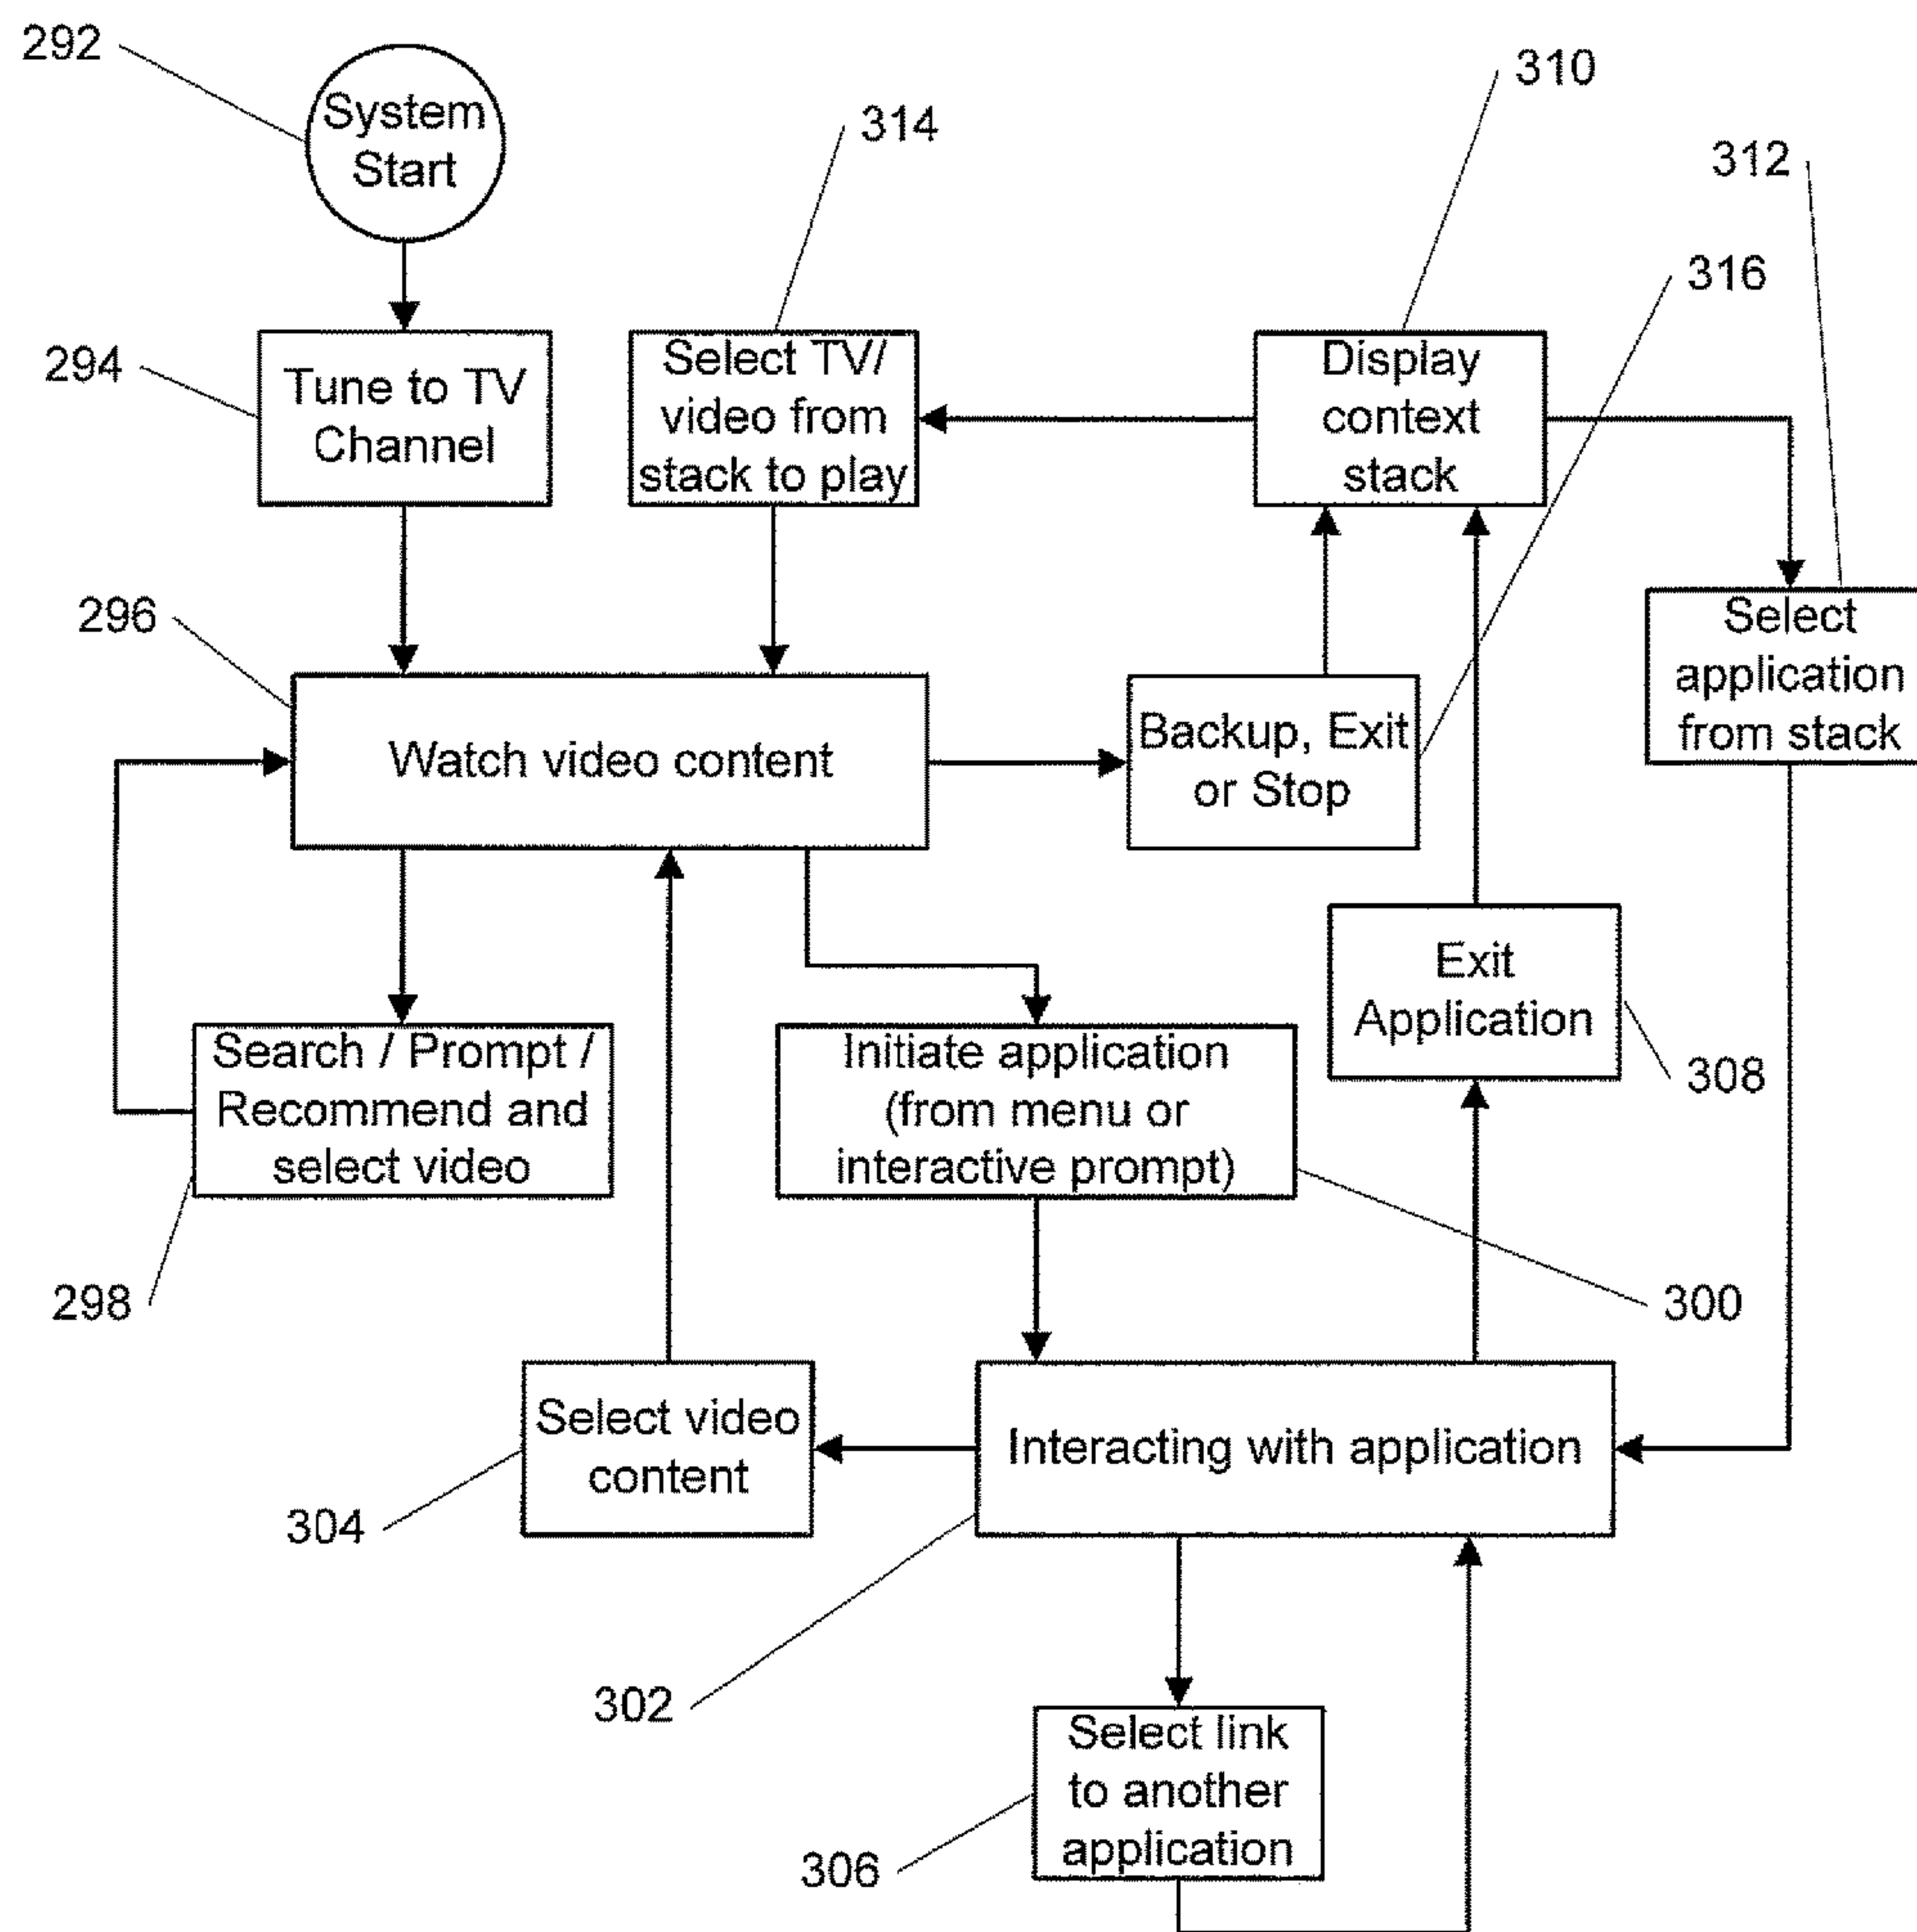 292
System
Start
310
314
312
316
294
Tune to TV
Channel
Select TV/
video from
stack to play
Display
context
stack
296
Select
application
from stack
Watch video content
Backup, Exit
or Stop
Exit
Application
308
Search / Prompt /
Recommend and
select video
Initiate application
(from menu or
interactive prompt)
298
300
Select video
content
Interacting with application
304
302
Select link
to another
application
306